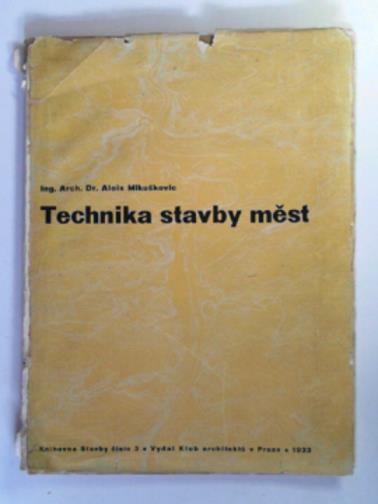 Ing. Arch. Dr. Alois Mikuškovic
Technika stavby měst
Knihovna Stavby číslo 3 • Vydal Klub architektů v Praze • 1933